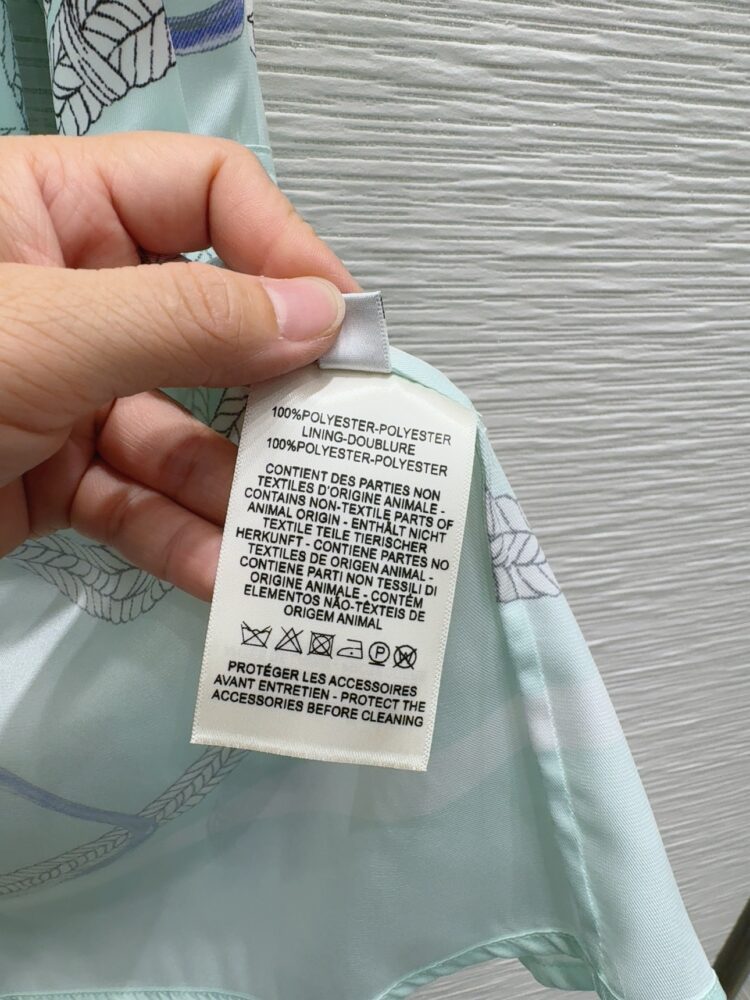 100%POLYESTER-POLYESTER
LINING-DOUBLURE
100%POLYESTER-POLYESTER
CONTIENT DES PARTIES NON
TEXTILES D'ORIGINE ANIMALE -
CONTAINS NON-TEXTILE PARTS OF
ANIMAL ORIGIN - ENTHÄLT NICHT
TEXTILE TEILE TIERISCHER
HERKUNFT - CONTIENE PARTES NO
TEXTILES DE ORIGEN ANIMAL -
CONTIENE PARTI NON TESSILI DI
ORIGINE ANIMALE - CONTÉM
ELEMENTOS NÃO-TÊXTEIS DE
ORIGEM ANIMAL
P W
PROTÉGER LES ACCESSOIRES
AVANT ENTRETIEN - PROTECT THE
ACCESSORIES BEFORE CLEANING